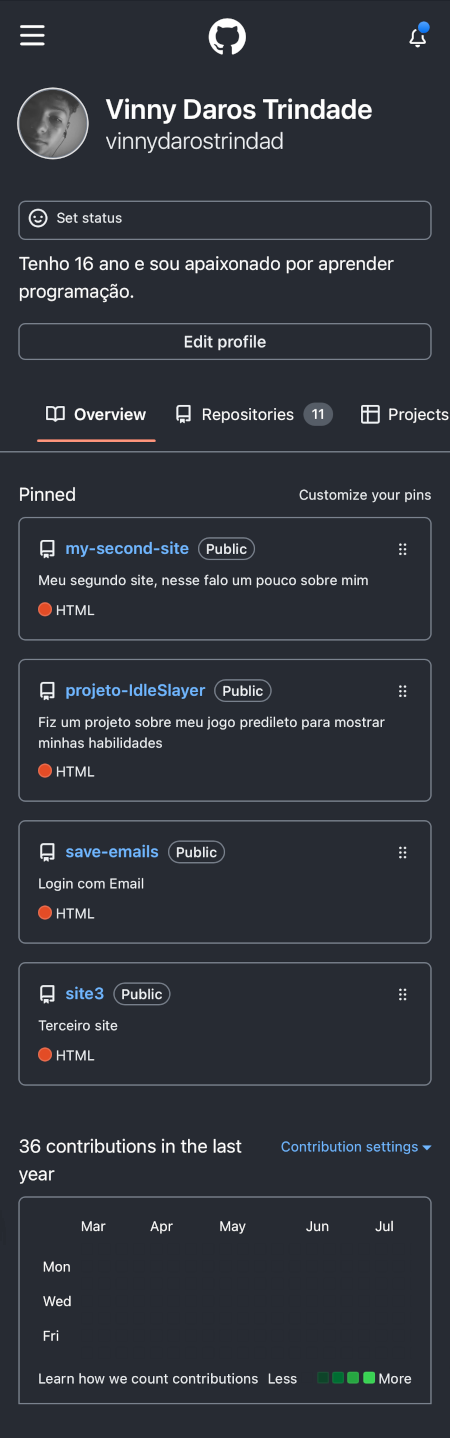 Vinny Daros Trindade
vinnydarostrindad
Set status
Tenho 16 ano e sou apaixonado por aprender
programação.
Edit profile
Overview Repositories 11 Projects
Pinned Customize your pins
my-second-site Public
Meu segundo site, nesse falo um pouco sobre mim
HTML
projeto-IdleSlayer Public
Fiz um projeto sobre meu jogo predileto para mostrar
minhas habilidades
HTML
save-emails Public
Login com Email
HTML
site3 Public
Terceiro site
HTML
36 contributions in the last Contribution settings
year
Mar Apr May Jun Jul
Mon
Wed
Fri
Learn how we count contributions Less More